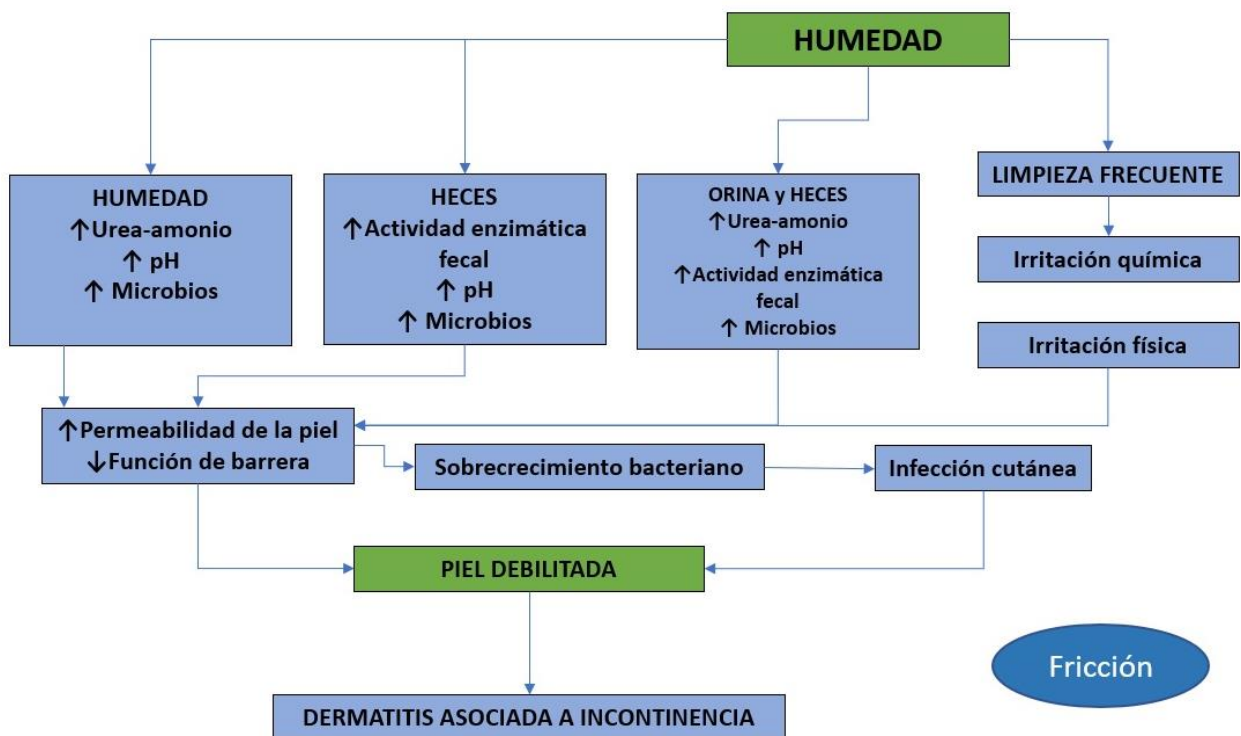 HUMEDAD
HUMEDAD
↑Urea-amonio
↑ pH
↑ Microbios
HECES
↑Actividad enzimática
fecal
↑ pH
↑ Microbios
ORINA y HECES
↑Urea-amonio
↑ pH
↑Actividad enzimática
fecal
↑ Microbios
LIMPIEZA FRECUENTE
Irritación química
Irritación física
↑Permeabilidad de la piel
↓Función de barrera
Sobrecrecimiento bacteriano
Infección cutánea
PIEL DEBILITADA
Fricción
DERMATITIS ASOCIADA A INCONTINENCIA